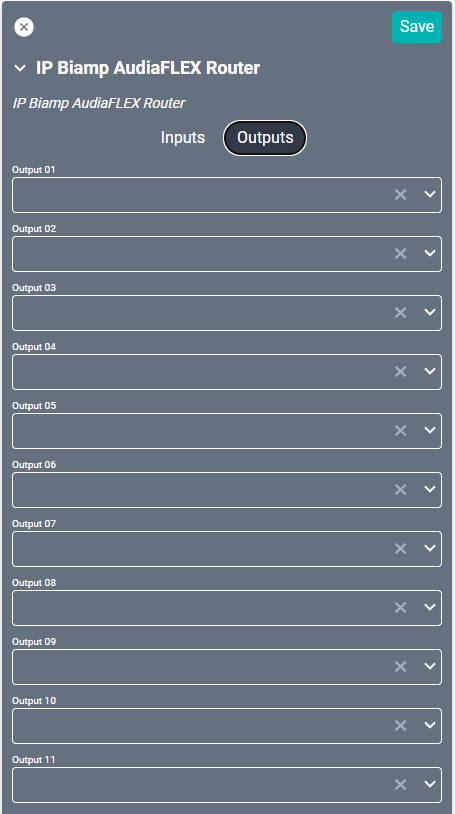 Save
IP Biamp AudiaFLEX Router
IP Biamp AudiaFLEX Router
Inputs Outputs
Output 01
Output 02
Output 03
Output 04
Output 05
Output 06
Output 07
Output 08
Output 09
Output 10
Output 11